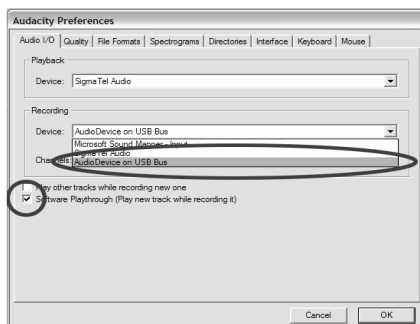 Audacity Preferences
Audio I/O Quality File Formats Spectrograms Directories Interface Keyboard Mouse
Playback
Device: SigmaTel Audio
Recording
Device: AudioDevice on USB Bus
Microsoft Sound Mapper - Input
SigmaTel Audio
Channels: AudioDevice on USB Bus
Play other tracks while recording new one
Software Playthrough (Play new track while recording it)
Cancel OK